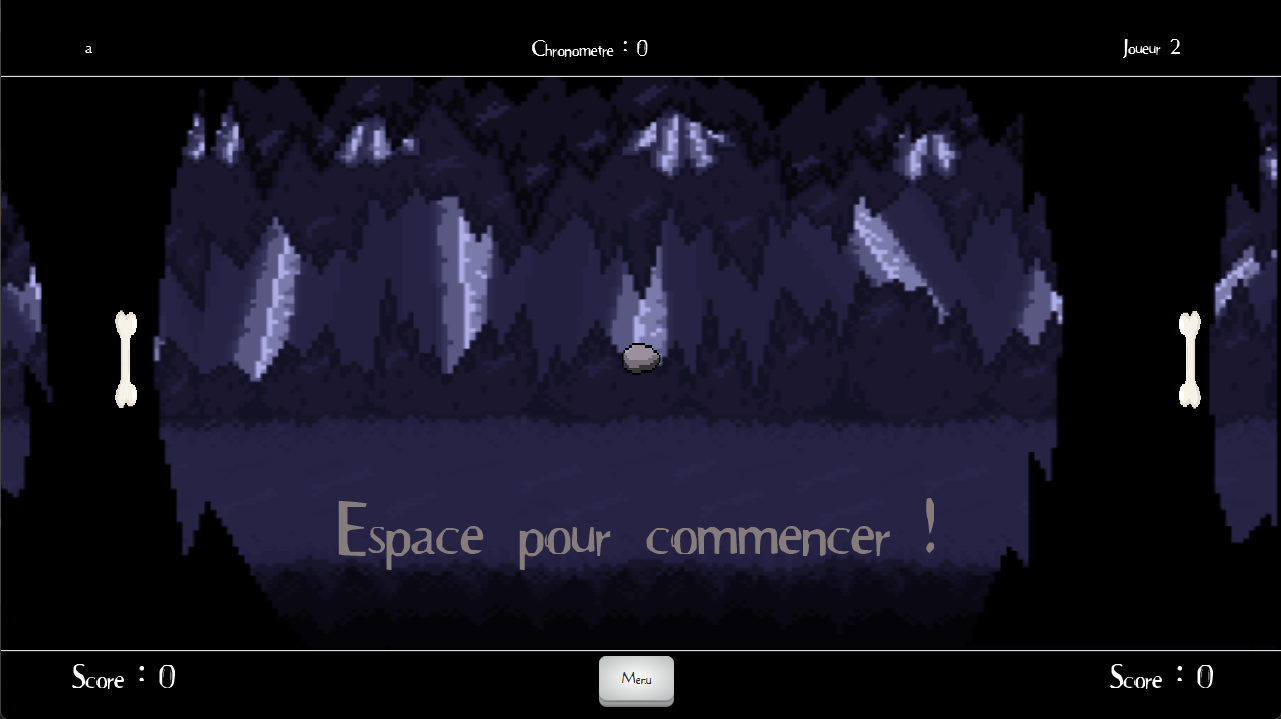 a
Chronometre : 0
Joueur 2
Espace pour commencer !
Score : 0
Menu
Score : 0